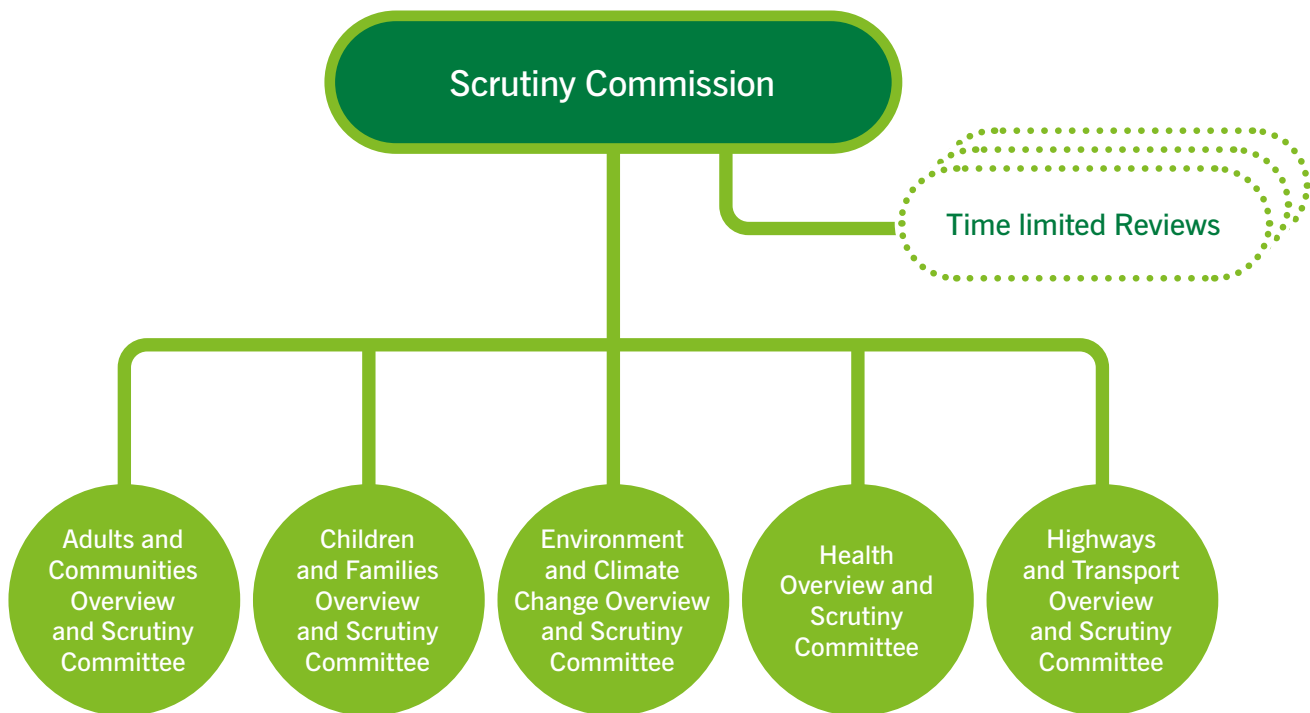 Scrutiny Commission
Time limited Reviews
Adults and
Communities
Overview
and Scrutiny
Committee
Children
and Families
Overview
and Scrutiny
Committee
Environment
and Climate
Change Overview
and Scrutiny
Committee
Health
Overview and
Scrutiny
Committee
Highways
and Transport
Overview
and Scrutiny
Committee